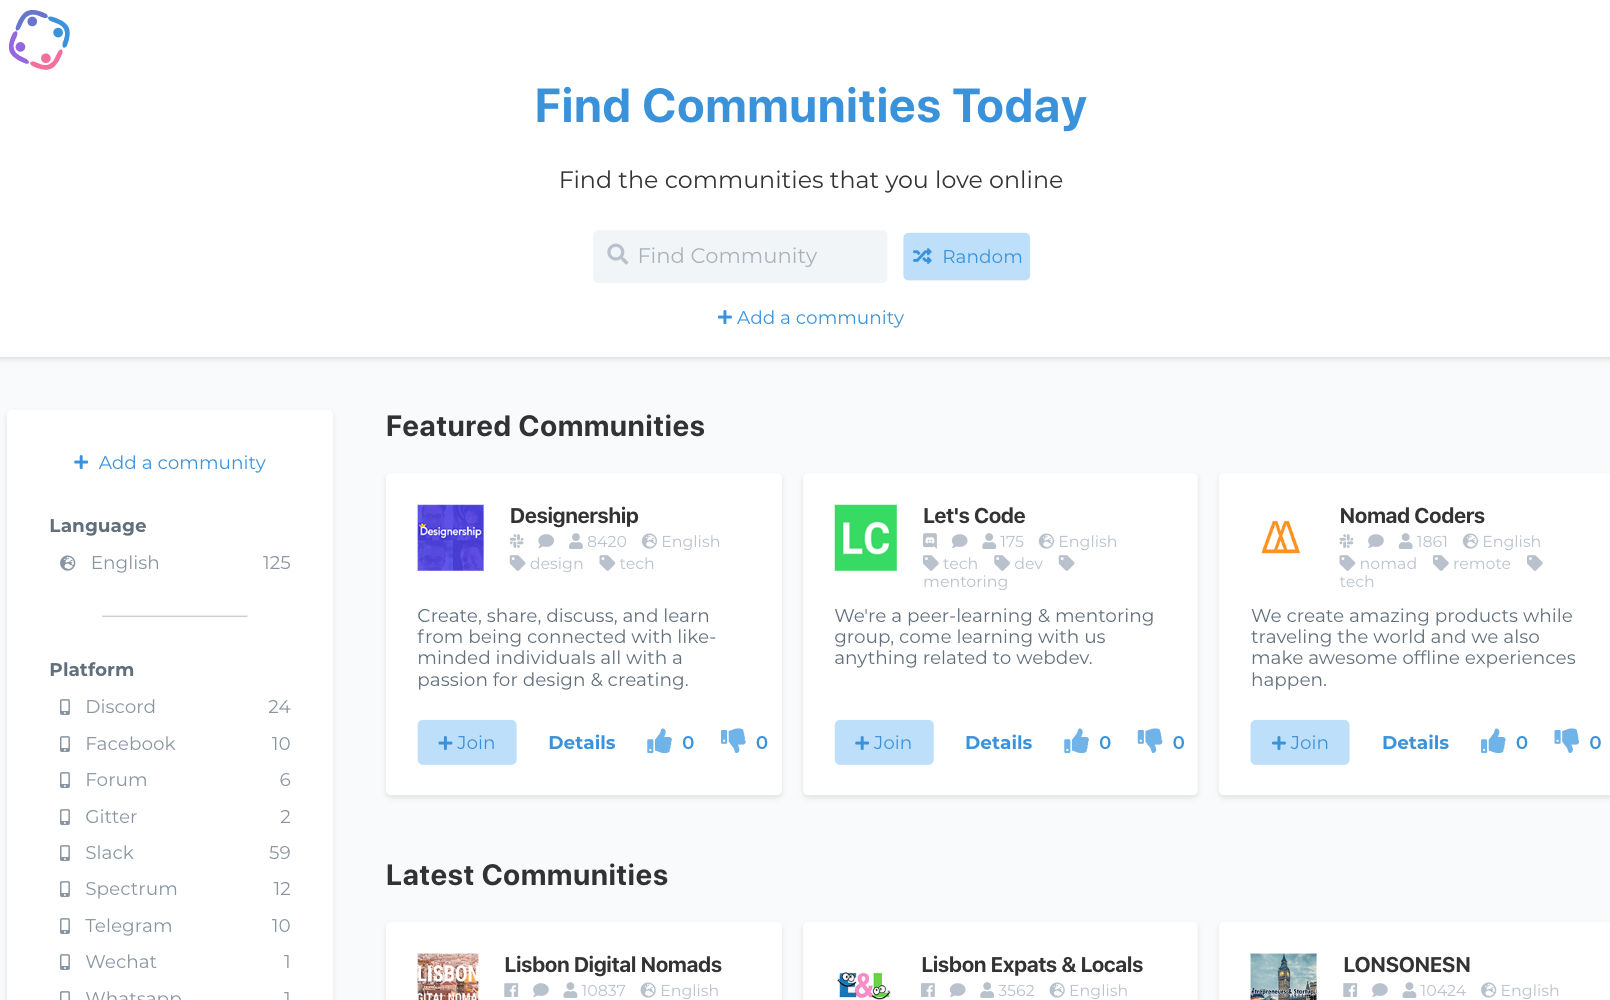 Find Communities Today
Find the communities that you love online
Find Community
Random
Add a community
Add a community
Language
English 125
Platform
Discord 24
Facebook 10
Forum 6
Gitter 2
Slack 59
Spectrum 12
Telegram 10
Wechat 1
Whatsapp 1
Featured Communities
Designership
Designership
8420 English
design tech
Create, share, discuss, and learn
from being connected with like-
minded individuals all with a
passion for design & creating.
Join Details 0 0
LC
Let's Code
175 English
tech dev
mentoring
We're a peer-learning & mentoring
group, come learning with us
anything related to webdev.
Join Details 0 0
Nomad Coders
1861 English
nomad remote
tech
We create amazing products while
traveling the world and we also
make awesome offline experiences
happen.
Join Details 0 0
Latest Communities
LISBON
Lisbon Digital Nomads
10837 English
E&L
Lisbon Expats & Locals
3562 English
LONSONESN
10424 English